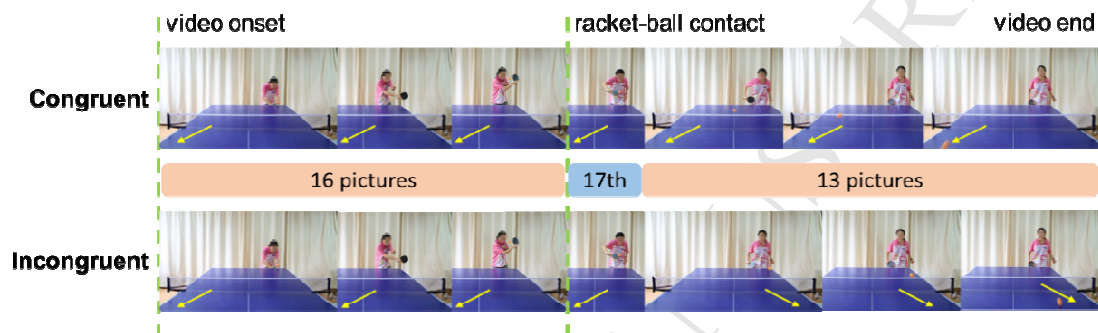 video onset racket-ball contact video end
Congruent
16 pictures 17th 13 pictures
Incongruent